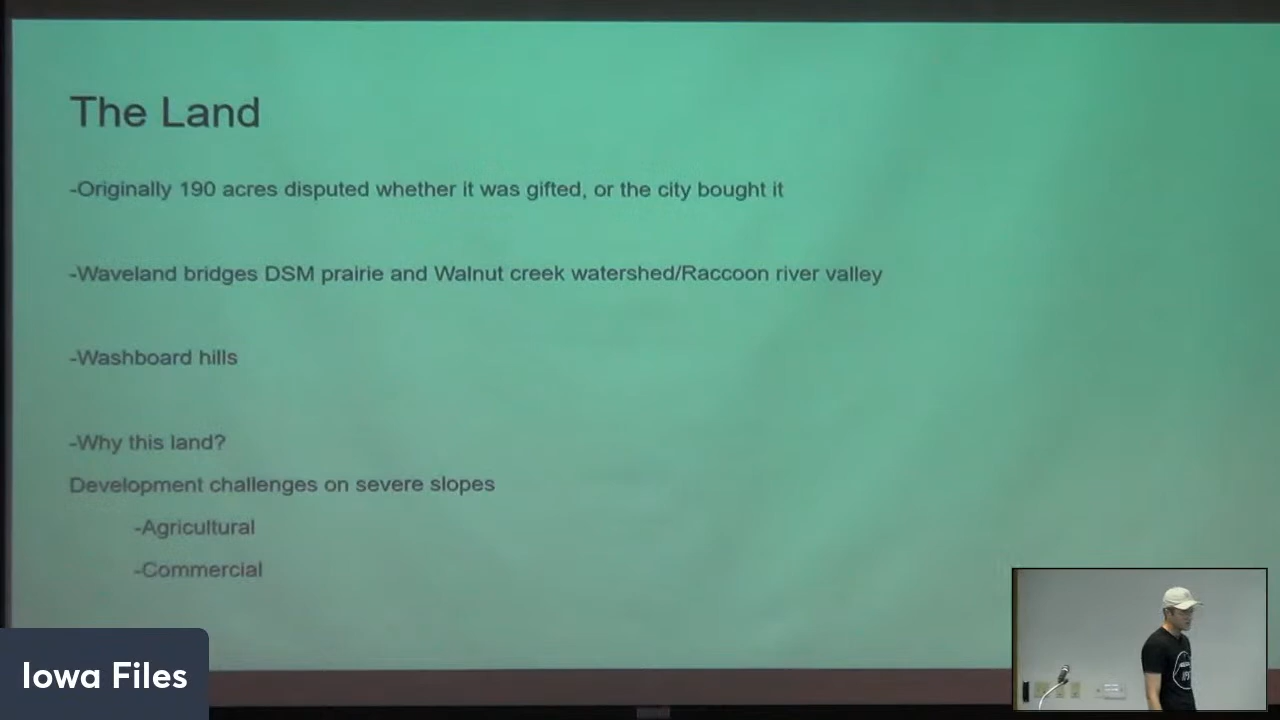 The Land
-Originally 190 acres disputed whether it was gifted, or the city bought it
-Waveland bridges DSM prairie and Walnut creek watershed/Raccoon river valley
-Washboard hills
-Why this land?
Development challenges on severe slopes
-Agricultural
-Commercial
Iowa Files